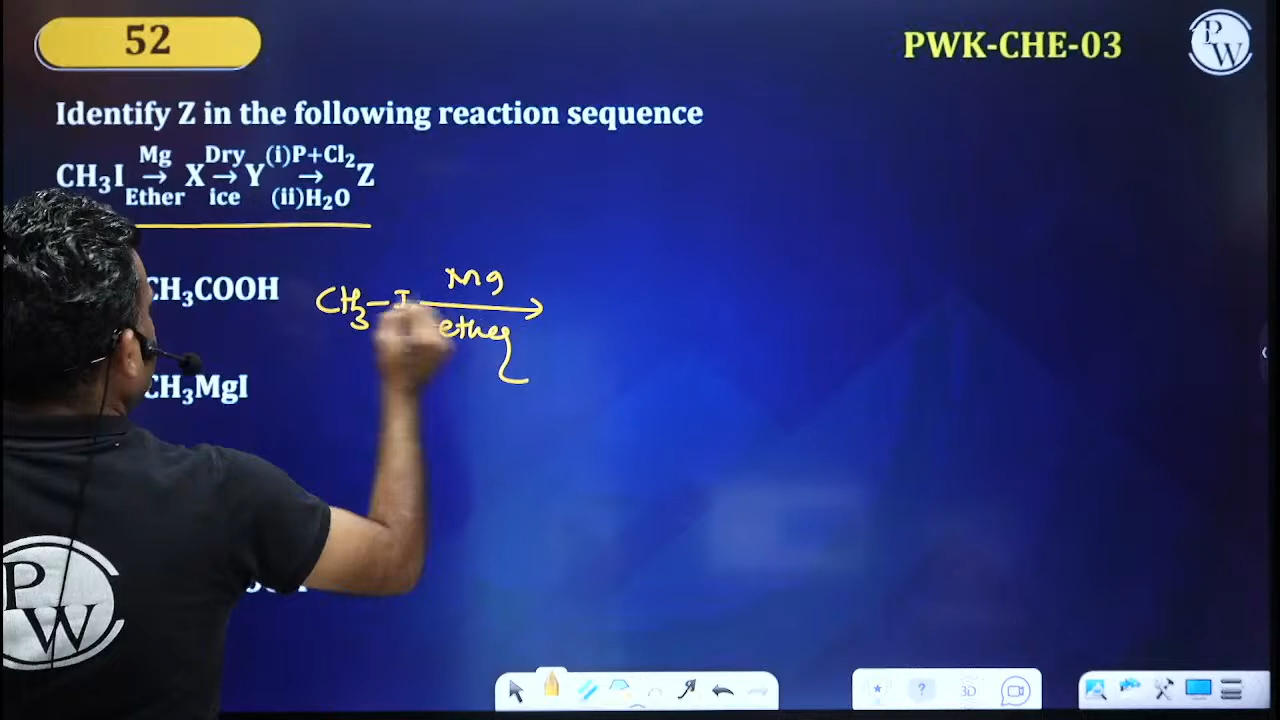 52
PWK-CHE-03
P
W
Identify Z in the following reaction sequence
Mg Dry (i)P+Cl₂
CH₃I → X → Y → Z
Ether ice (ii)H₂O
CH₃COOH
CH₃–I Mg
ether
CH₃MgI
P
W
?
3D